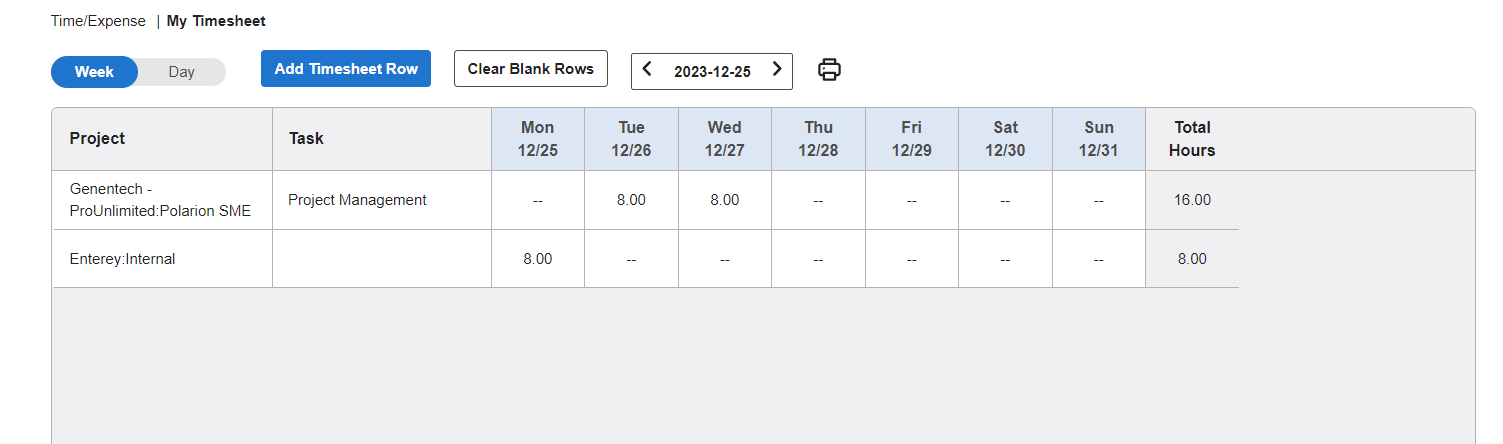 Time/Expense | My Timesheet
Week Day Add Timesheet Row Clear Blank Rows 2023-12-25
Project Task Mon 12/25 Tue 12/26 Wed 12/27 Thu 12/28 Fri 12/29 Sat 12/30 Sun 12/31 Total Hours
Genentech -
ProUnlimited:Polarion SME Project Management -- 8.00 8.00 -- -- -- -- 16.00
Enterey:Internal 8.00 -- -- -- -- -- -- 8.00